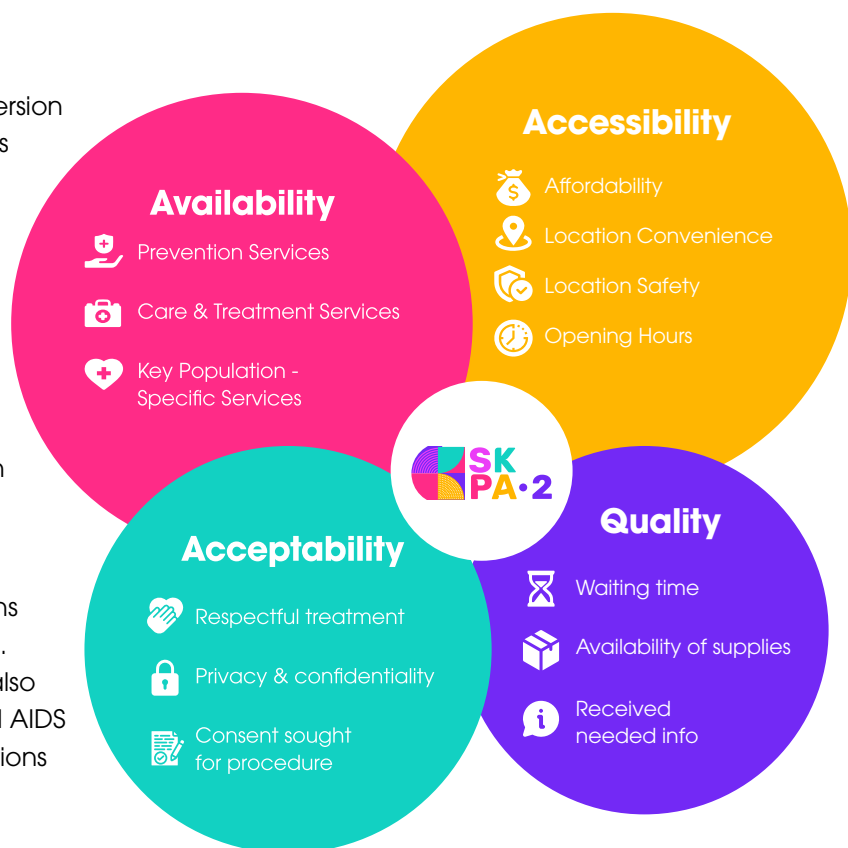 ersion
s
n
ns
.
also
AIDS
ions
Availability
Prevention Services
Care & Treatment Services
Key Population -
Specific Services
Accessibility
Affordability
Location Convenience
Location Safety
Opening Hours
SK
PA·2
Acceptability
Respectful treatment
Privacy & confidentiality
Consent sought
for procedure
Quality
Waiting time
Availability of supplies
Received
needed info